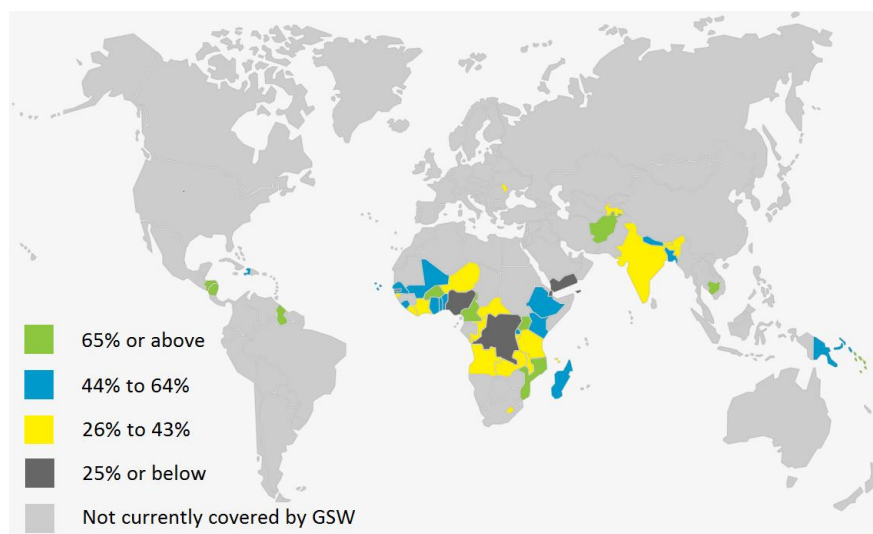 65% or above
44% to 64%
26% to 43%
25% or below
Not currently covered by GSW